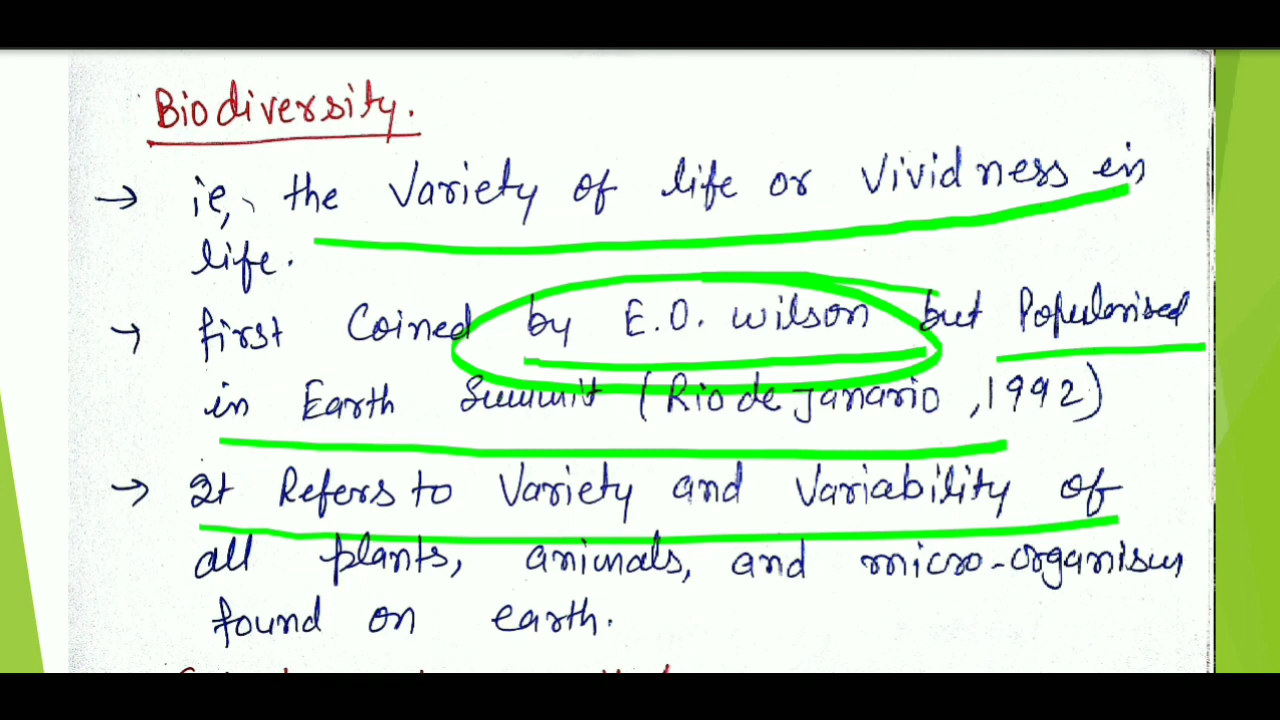 Biodiversity.
→ ie, the Variety of life or Vividness in
life.
→ first Coined by E.O. Wilson but Popularised
in Earth Summit (Rio de Janario, 1992)
→ It Refers to Variety and Variability of
all plants, animals, and micro-organisms
found on earth.